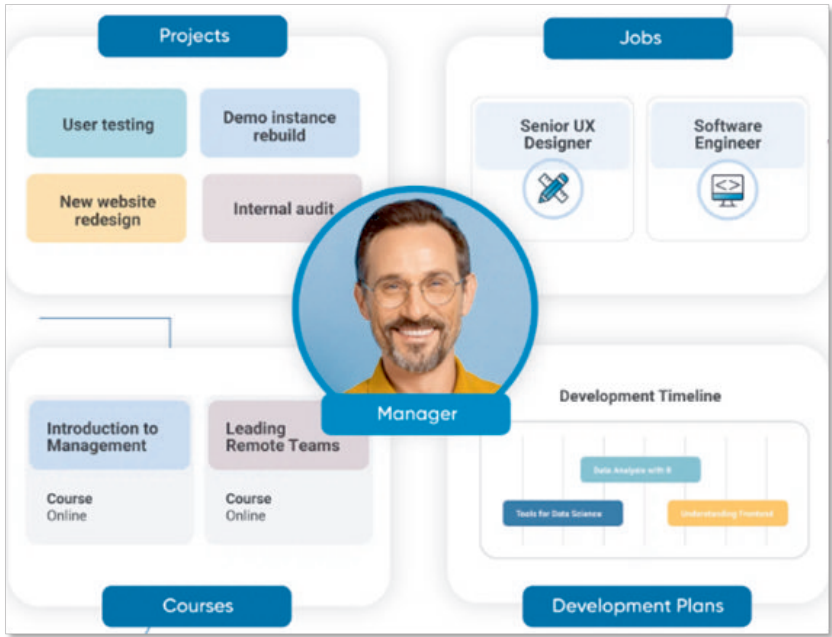 Projects
User testing
Demo instance
rebuild
New website
redesign
Internal audit
Jobs
Senior UX
Designer
Software
Engineer
<>
Manager
Introduction to
Management
Course
Online
Leading
Remote Teams
Course
Online
Courses
Development Timeline
Data Analysis with R
Tools for Data Science
Understanding Frontend
Development Plans